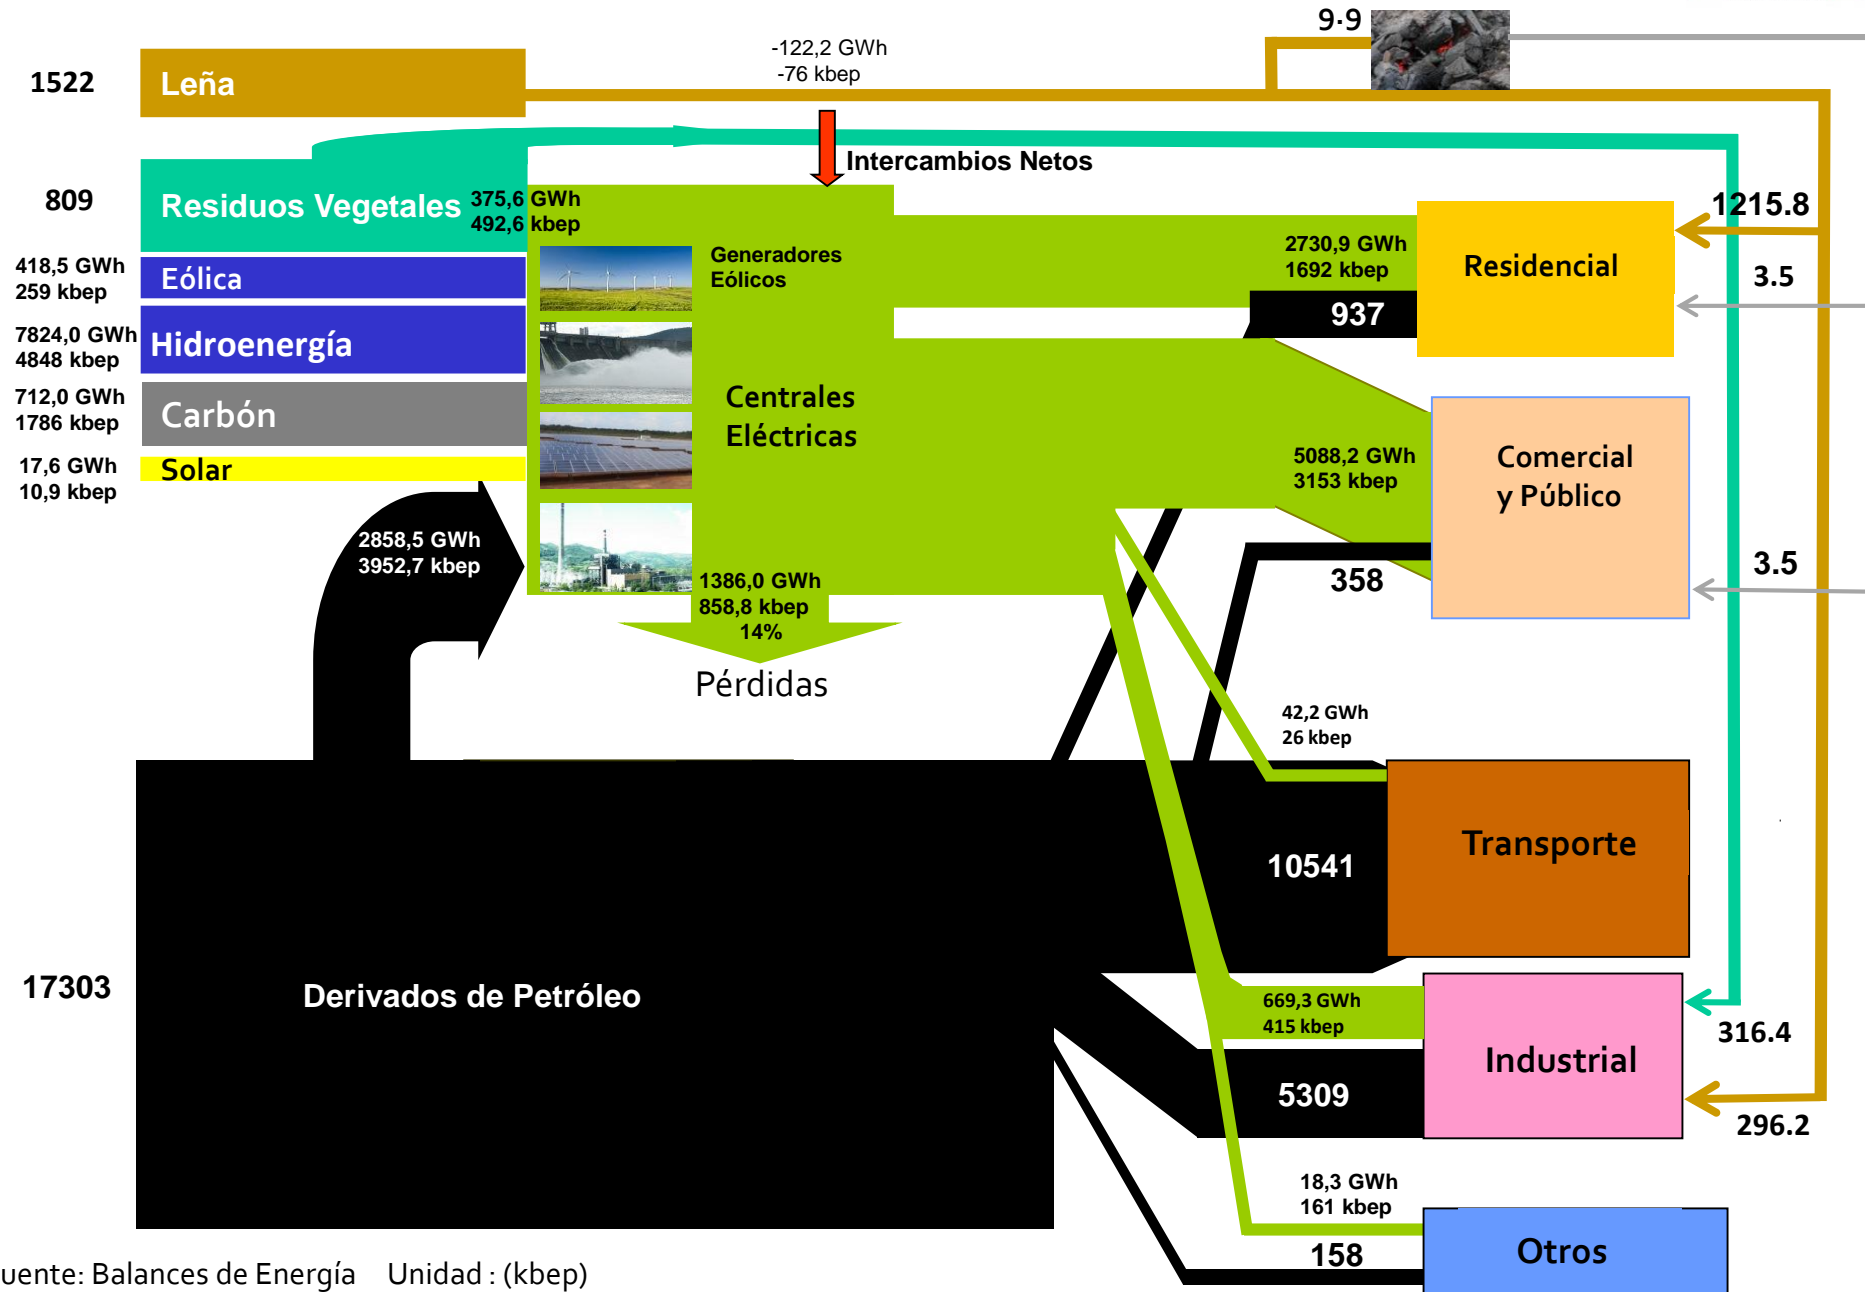 9.9
-122,2 GWh
-76 kbep
1522
Leña
Intercambios Netos
809
Residuos Vegetales
375,6 GWh
492,6 kbep
1215.8
418,5 GWh
259 kbep
Eólica
Generadores
Eólicos
2730,9 GWh
1692 kbep
Residencial
3.5
7824,0 GWh
4848 kbep
Hidroenergía
937
712,0 GWh
1786 kbep
Carbón
Centrales
Eléctricas
17,6 GWh
10,9 kbep
Solar
5088,2 GWh
3153 kbep
Comercial
y Público
2858,5 GWh
3952,7 kbep
1386,0 GWh
858,8 kbep
14%
358
3.5
Pérdidas
42,2 GWh
26 kbep
10541
Transporte
17303
Derivados de Petróleo
669,3 GWh
415 kbep
316.4
Industrial
5309
296.2
18,3 GWh
161 kbep
158
Otros
uente: Balances de Energía Unidad : (kbep)